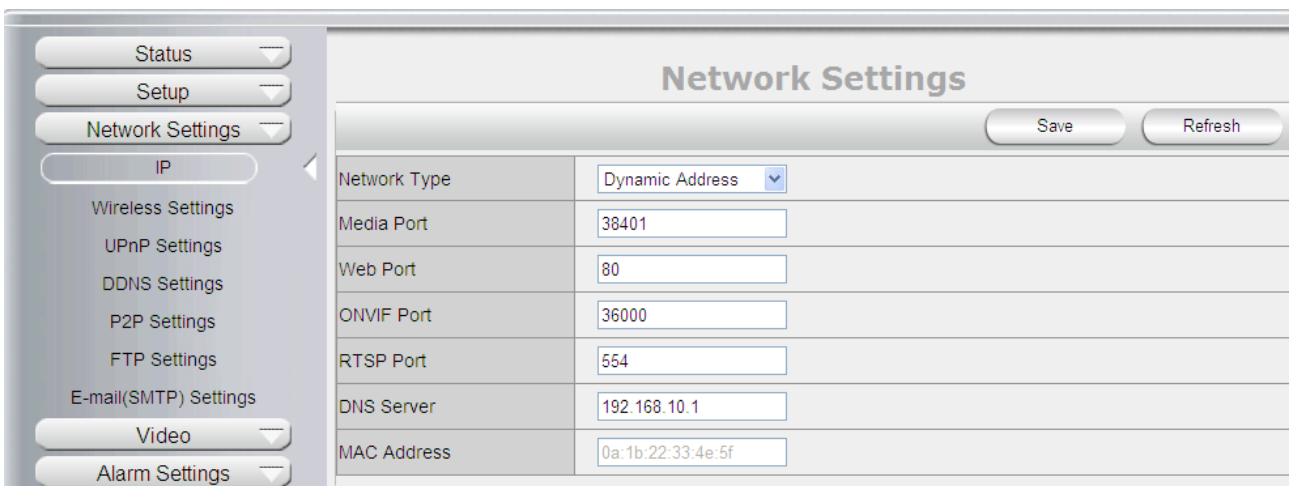 Status
Setup
Network Settings
IP
Wireless Settings
UPnP Settings
DDNS Settings
P2P Settings
FTP Settings
E-mail(SMTP) Settings
Video
Alarm Settings
Network Settings
Save Refresh
Network Type Dynamic Address
Media Port 38401
Web Port 80
ONVIF Port 36000
RTSP Port 554
DNS Server 192.168.10.1
MAC Address 0a:1b:22:33:4e:5f